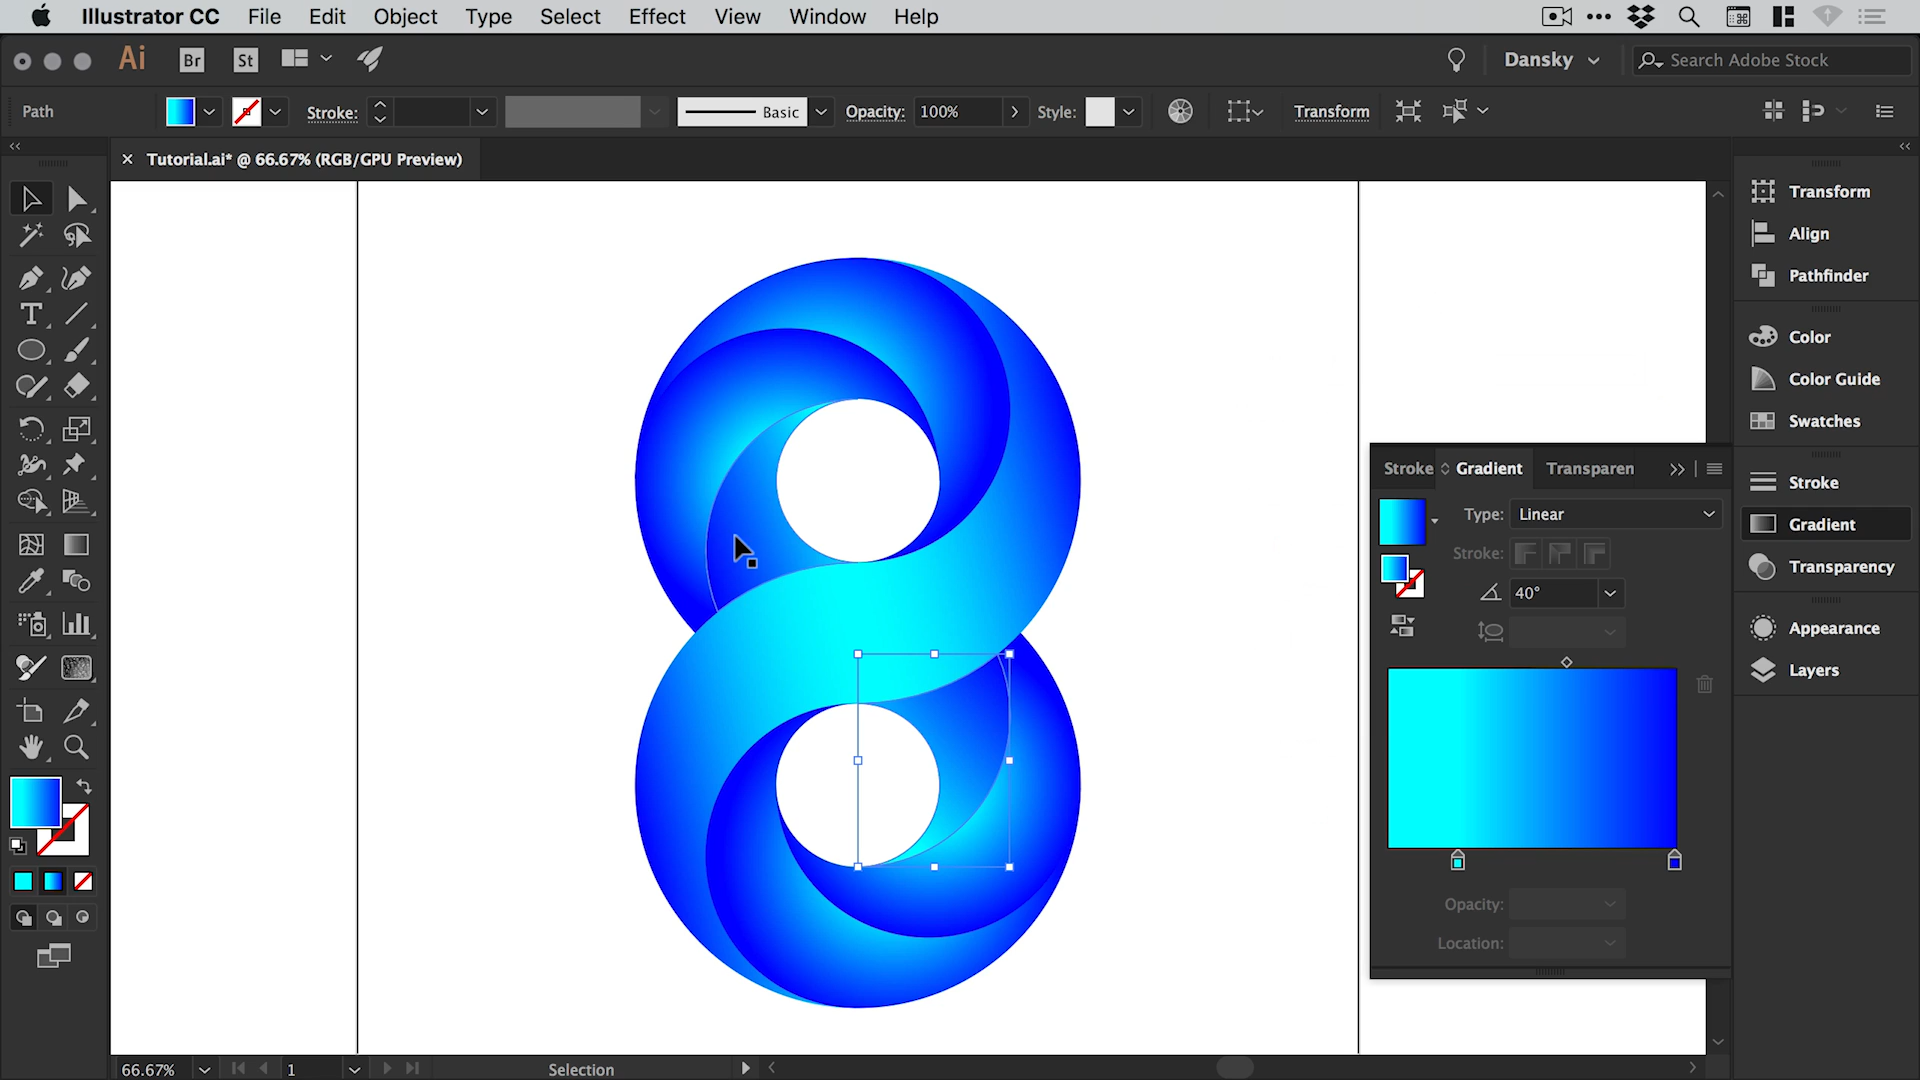 Illustrator CC File Edit Object Type Select Effect View Window Help
Ai Br St Dansky Search Adobe Stock
Path Stroke: Basic Opacity: 100% Style: Transform
× Tutorial.ai* @ 66.67% (RGB/GPU Preview)
Transform
Align
Pathfinder
Color
Color Guide
Swatches
Stroke
Gradient
Transparency
Appearance
Layers
Stroke Gradient Transparen
Type: Linear
Stroke:
40°
Opacity:
Location:
66.67% 1 Selection